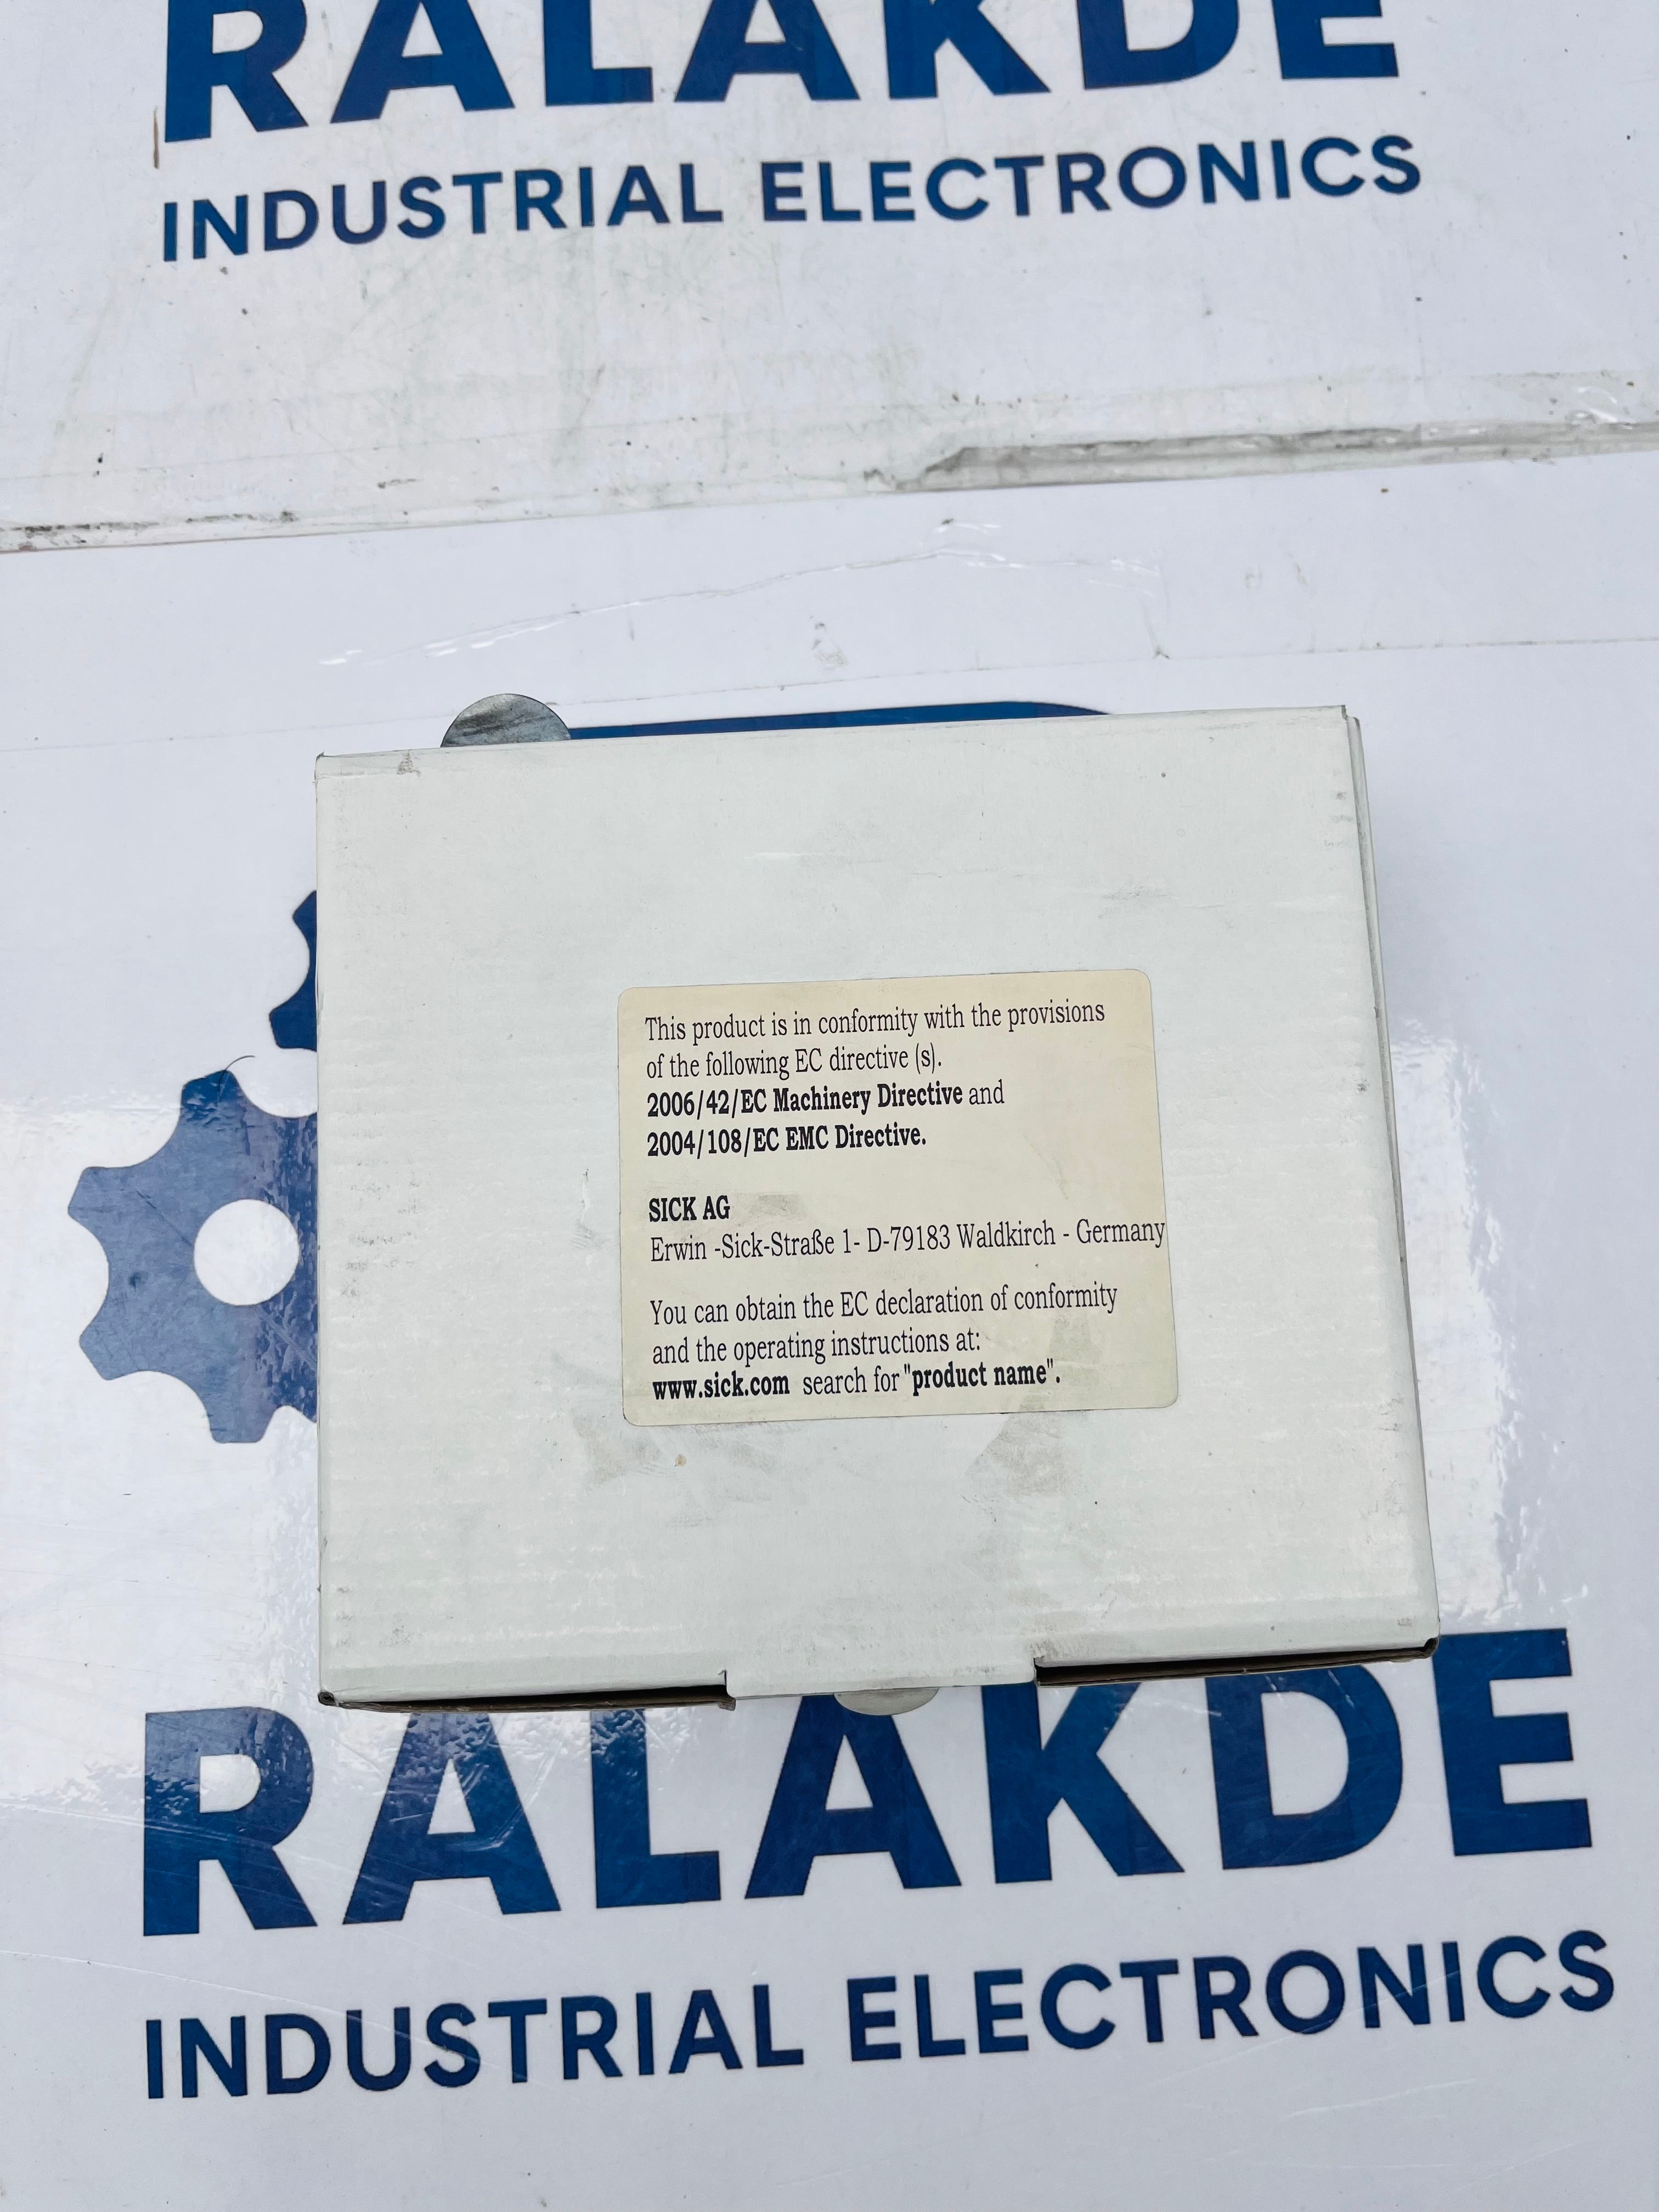 RALAKDE
INDUSTRIAL ELECTRONICS
This product is in conformity with the provisions
of the following EC directive (s).
2006/42/EC Machinery Directive and
2004/108/EC EMC Directive.
SICK AG
Erwin -Sick-Straße 1- D-79183 Waldkirch - Germany
You can obtain the EC declaration of conformity
and the operating instructions at:
www.sick.com search for "product name".
RALAKDE
INDUSTRIAL ELECTRONICS